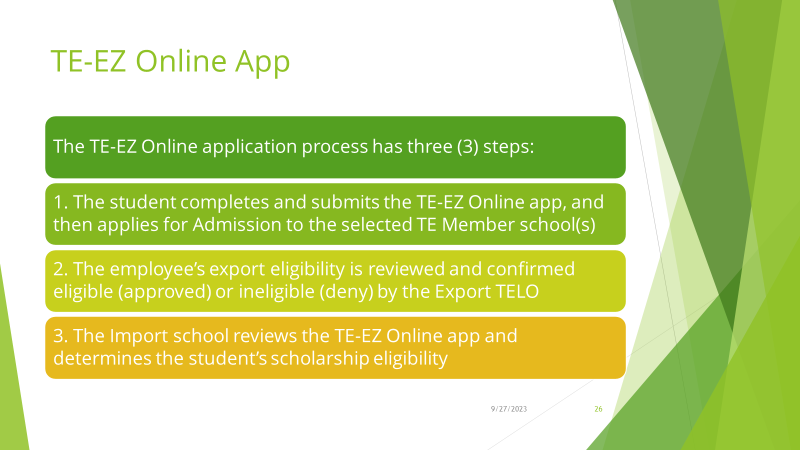 TE-EZ Online App
The TE-EZ Online application process has three (3) steps:
1. The student completes and submits the TE-EZ Online app, and
then applies for Admission to the selected TE Member school(s)
2. The employee’s export eligibility is reviewed and confirmed
eligible (approved) or ineligible (deny) by the Export TELO
3. The Import school reviews the TE-EZ Online app and
determines the student’s scholarship eligibility
9/27/2023
26